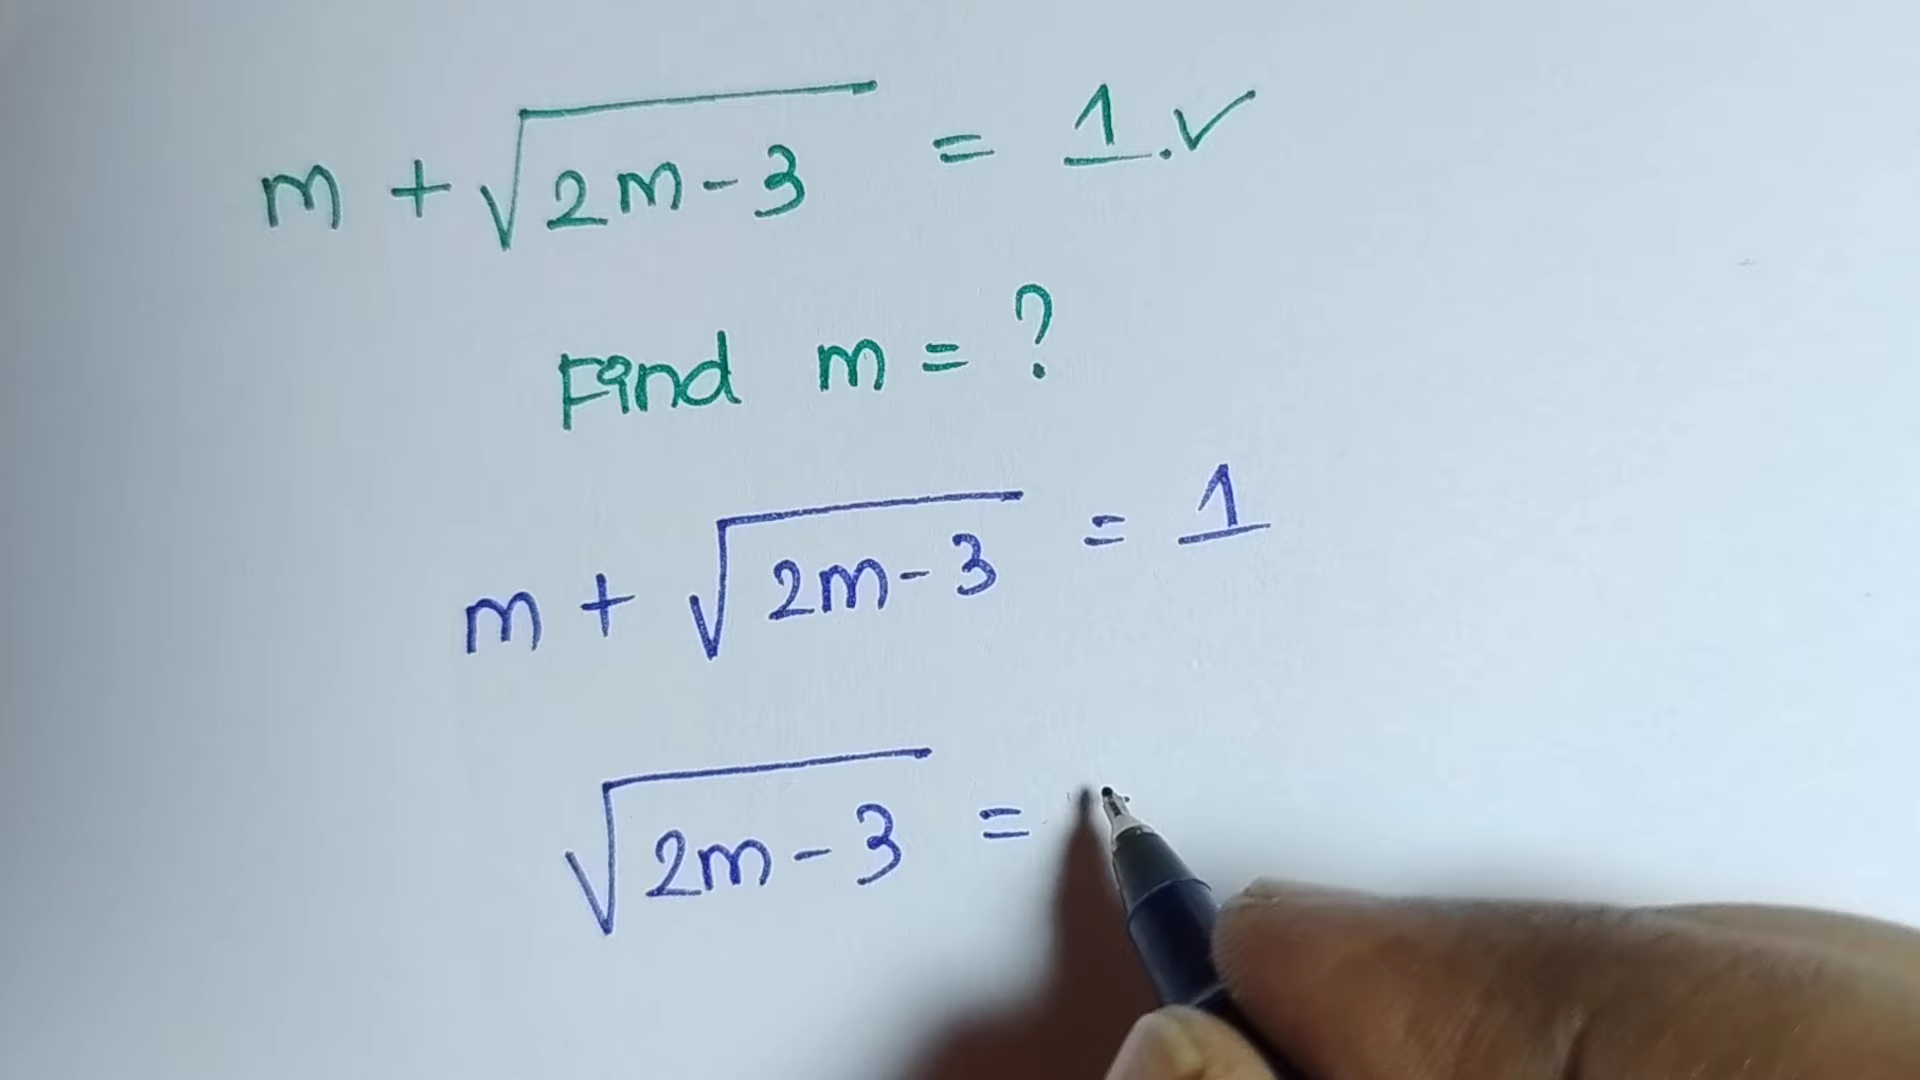 m + √2m-3 = 1.✓
Find m = ?
m + √2m-3 = 1
√2m-3 =